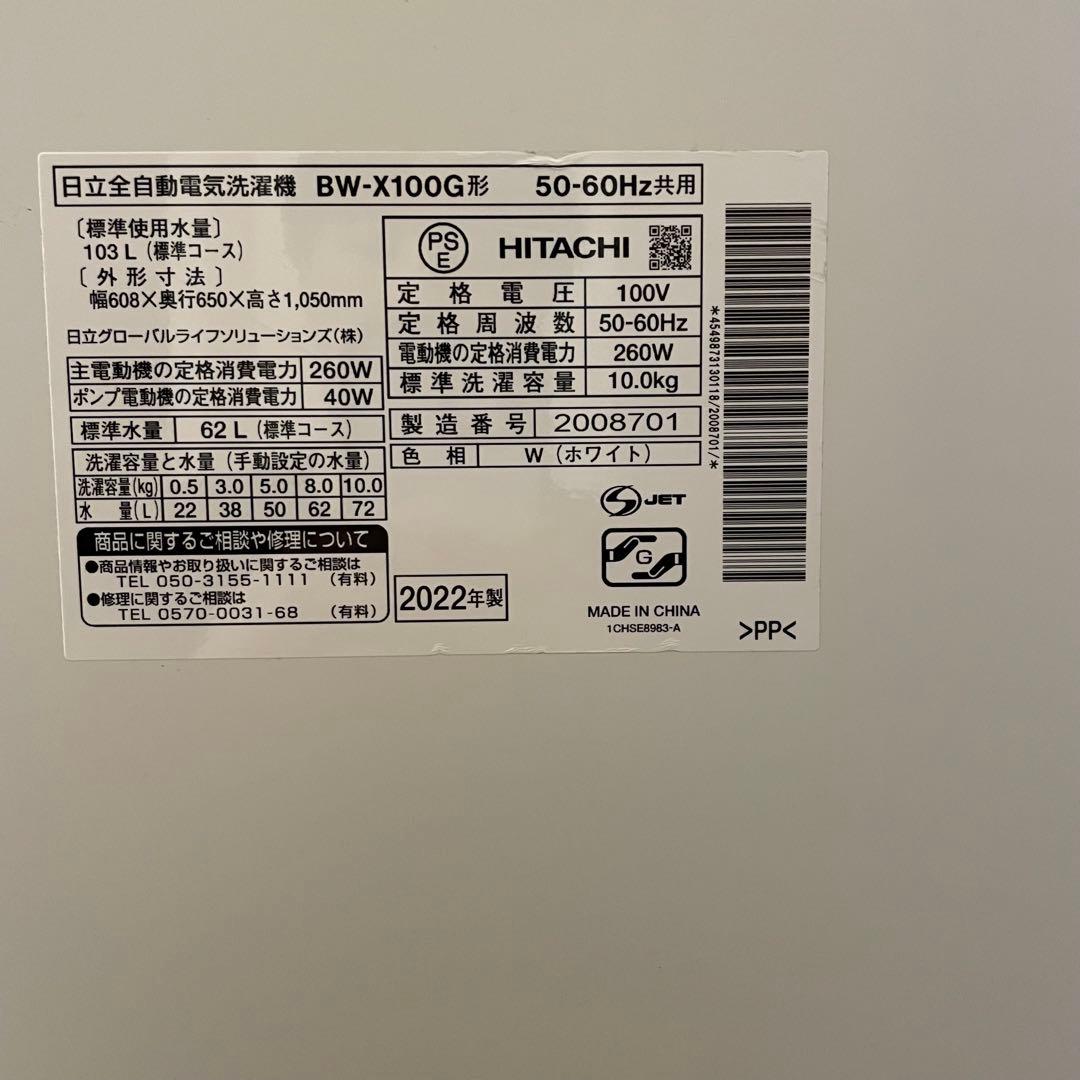 日立全自動電気洗濯機 BW-X100G形 50-60Hz共用
〔標準使用水量〕
103 L (標準コース)
〔外形寸法〕
幅608×奥行650×高さ1,050mm
日立グローバルライフソリューションズ(株)
主電動機の定格消費電力 260W
ポンプ電動機の定格消費電力 40W
標準水量 62 L (標準コース)
洗濯容量と水量 (手動設定の水量)
洗濯容量(kg) 0.5 3.0 5.0 8.0 10.0
水量(L) 22 38 50 62 72
商品に関するご相談や修理について
●商品情報やお取り扱いに関するご相談は
TEL 050-3155-1111 (有料)
●修理に関するご相談は
TEL 0570-0031-68 (有料)
PS
E
HITACHI
定格電圧 100V
定格周波数 50-60Hz
電動機の定格消費電力 260W
標準洗濯容量 10.0kg
製造番号 2008701
色相 W (ホワイト)
S JET
G
2022年製
MADE IN CHINA
1CHSE8983-A
*4549873130118/2008701/*
>PP<